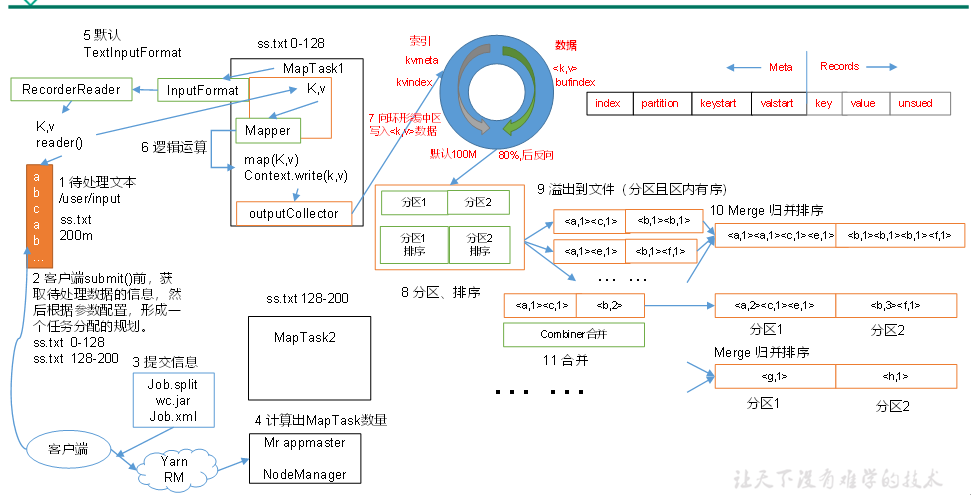 5 默认
TextInputFormat
RecorderReader
InputFormat
K,v
reader()
ss.txt 0-128
MapTask1
K,v
Mapper
6 逻辑运算
map(K,v)
Context.write(k,v)
outputCollector
a
b
c
a
b
...
1 待处理文本
/user/input
ss.txt
200m
2 客户端submit()前，获
取待处理数据的信息，然
后根据参数配置，形成一
个任务分配的规划。
ss.txt 0-128
ss.txt 128-200
3 提交信息
Job.split
wc.jar
Job.xml
客户端
Yarn
RM
4 计算出MapTask数量
Mr appmaster
NodeManager
ss.txt 128-200
MapTask2
索引
kvmeta
kvindex
数据
<k,v>
bufindex
7 向环形缓冲区
写入<k,v>数据
默认100M
80%,后反向
Meta
Records
index partition keystart valstart key value unsued
分区1 分区2
分区1
排序
分区2
排序
8 分区、排序
9 溢出到文件（分区且区内有序）
<a,1><c,1> <b,1><b,1>
<a,1><e,1> <b,1><f,1>
... ...
10 Merge 归并排序
<a,1><a,1><c,1><e,1> <b,1><b,1><b,1><f,1>
<a,1><c,1> <b,2>
Combiner合并
11 合并
<a,2><c,1><e,1> <b,3><f,1>
分区1 分区2
Merge 归并排序
<g,1> <h,1>
分区1 分区2
... ...
让天下没有难学的技术